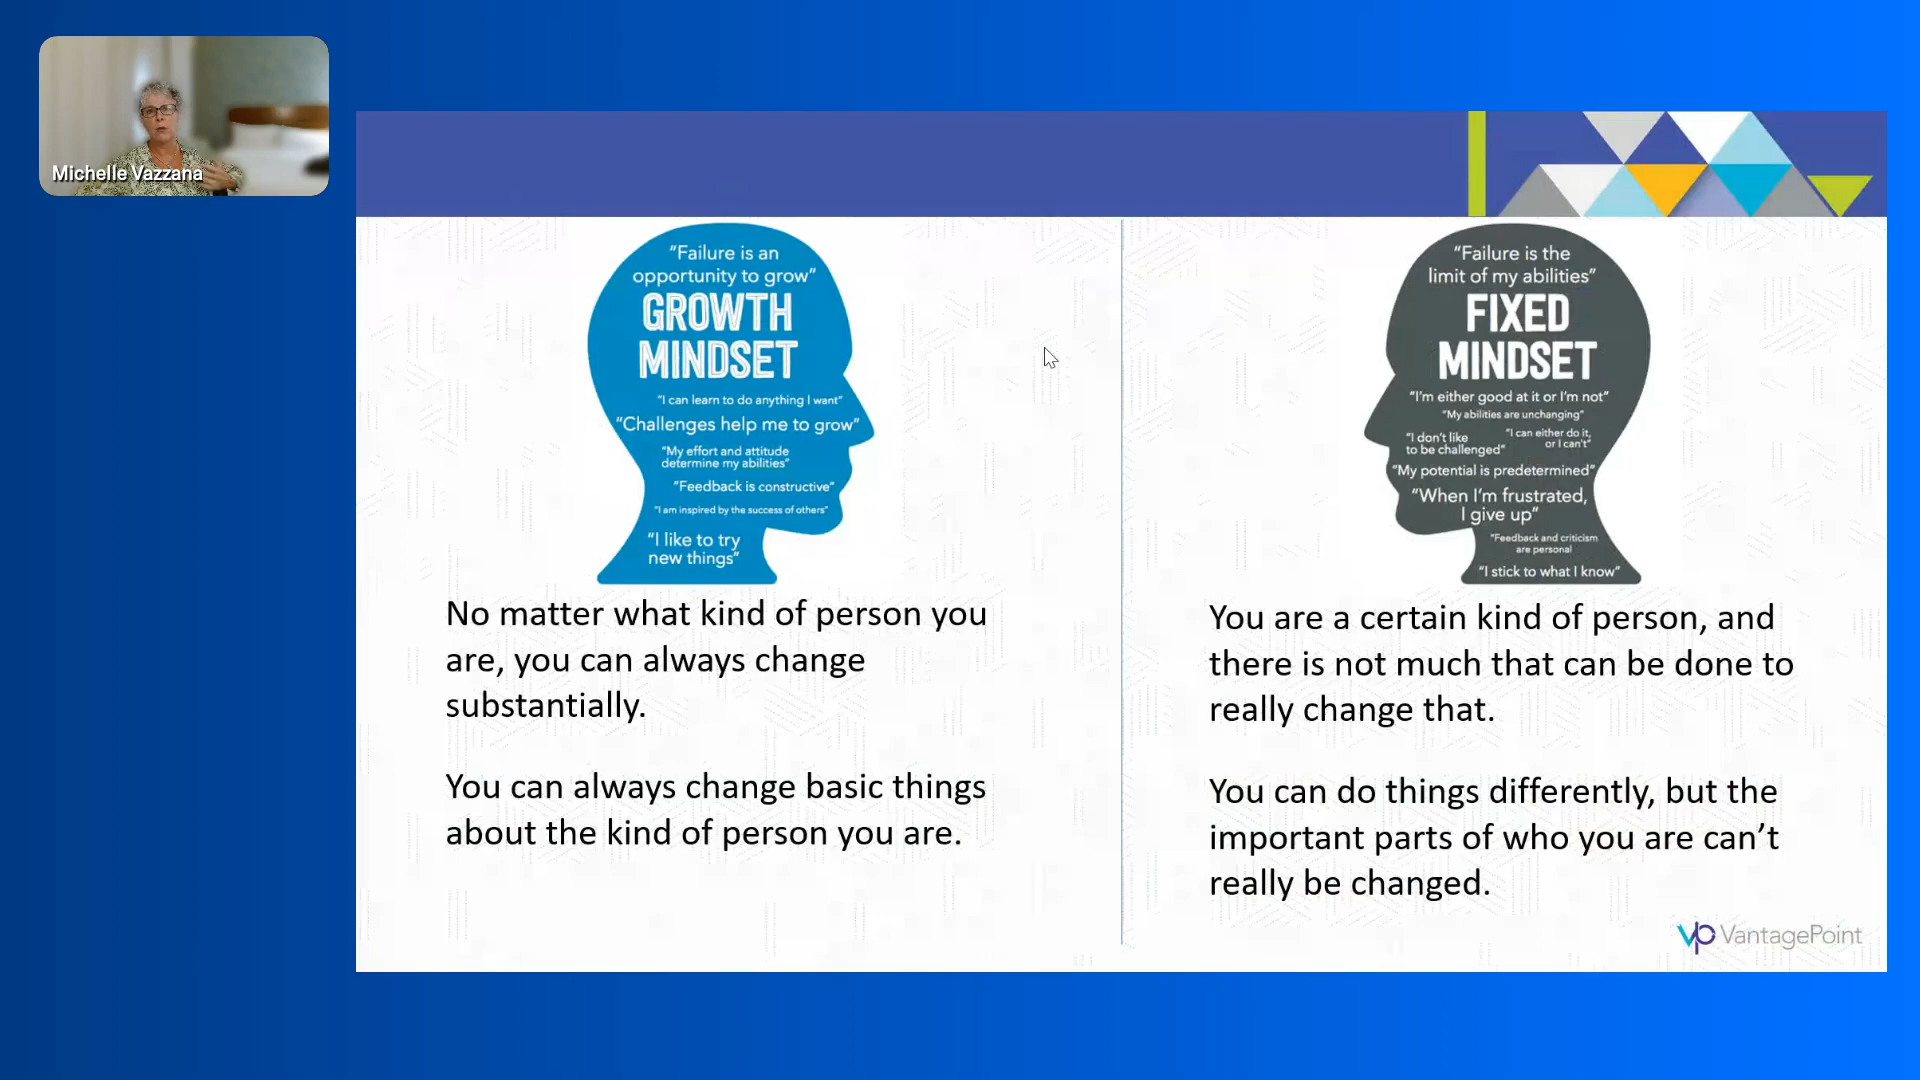 Michelle Vazzana
“Failure is an
opportunity to grow”
GROWTH
MINDSET
“I can learn to do anything I want”
“Challenges help me to grow”
“My effort and attitude
determine my abilities”
“Feedback is constructive”
“I am inspired by the success of others”
“I like to try
new things”
No matter what kind of person you
are, you can always change
substantially.
You can always change basic things
about the kind of person you are.
“Failure is the
limit of my abilities”
FIXED
MINDSET
“I’m either good at it or I’m not”
“My abilities are unchanging”
“I don’t like
to be challenged”
“I can either do it,
or I can’t”
“My potential is predetermined”
“When I’m frustrated,
I give up”
“Feedback and criticism
are personal
“I stick to what I know”
You are a certain kind of person, and
there is not much that can be done to
really change that.
You can do things differently, but the
important parts of who you are can’t
really be changed.
vp VantagePoint